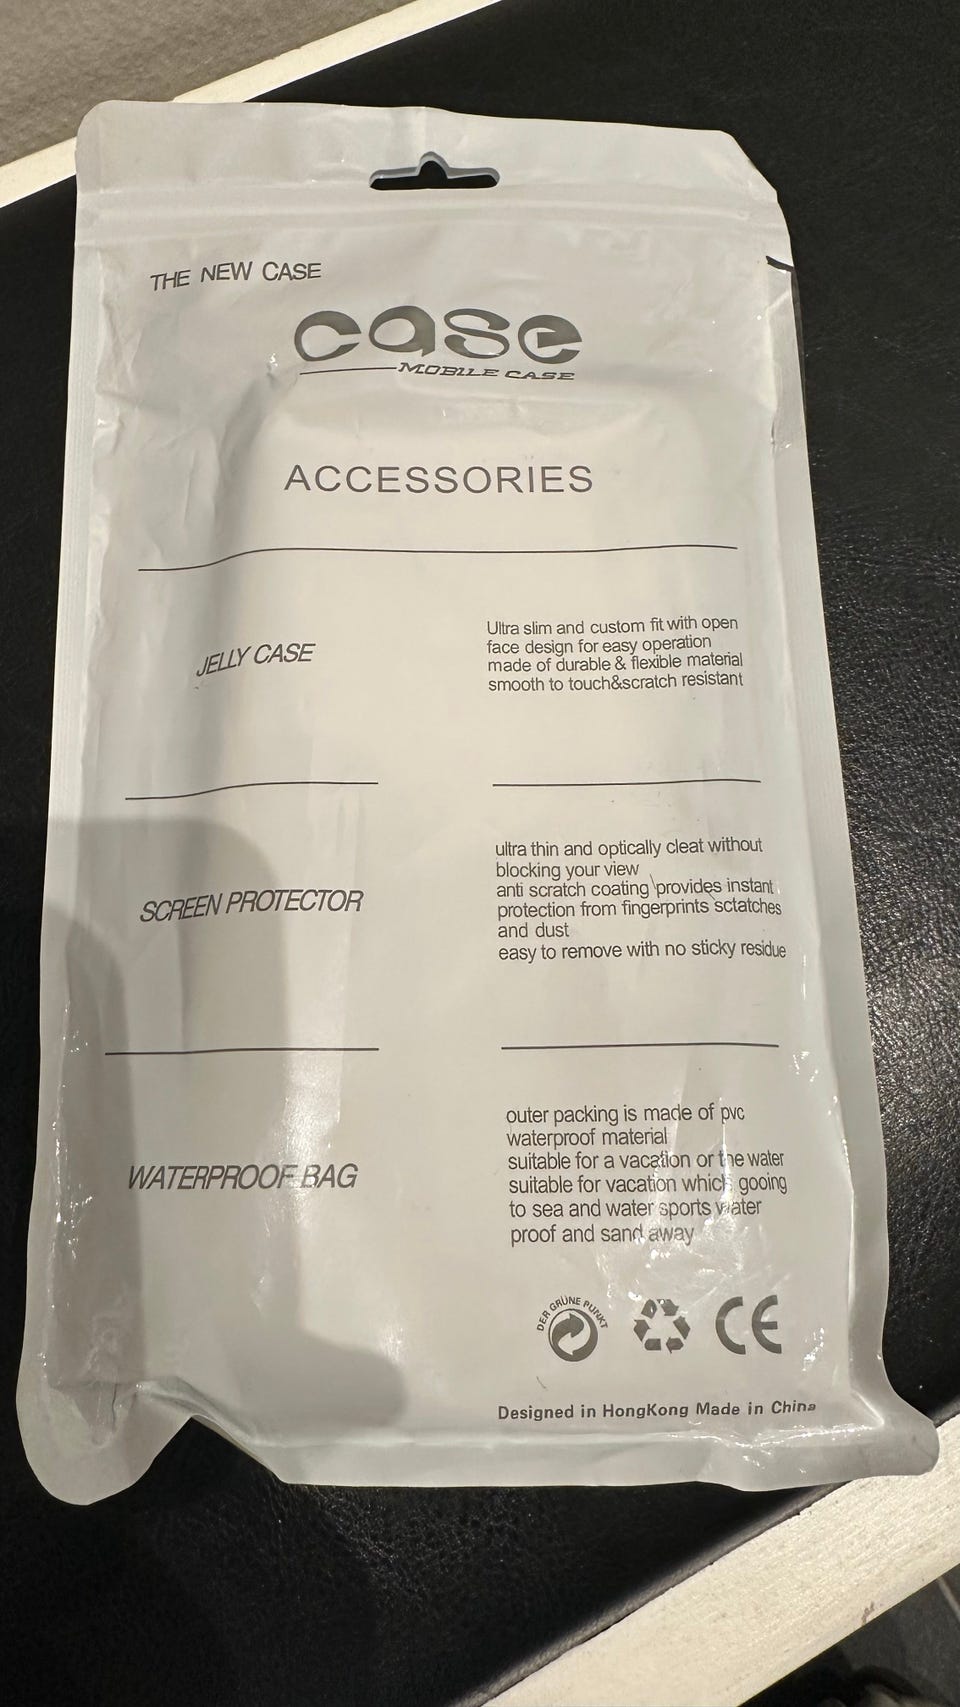 THE NEW CASE
case
MOBILE CASE
ACCESSORIES
JELLY CASE
Ultra slim and custom fit with open
face design for easy operation
made of durable & flexible material
smooth to touch&scratch resistant
SCREEN PROTECTOR
ultra thin and optically cleat without
blocking your view
anti scratch coating \provides instant
protection from fingerprints sctatches
and dust
easy to remove with no sticky residue
WATERPROOF BAG
outer packing is made of pvc
waterproof material
suitable for a vacation or the water
suitable for vacation which gooing
to sea and water sports water
proof and sand away
DER GRÜNE PUNKT
CE
Designed in HongKong Made in China